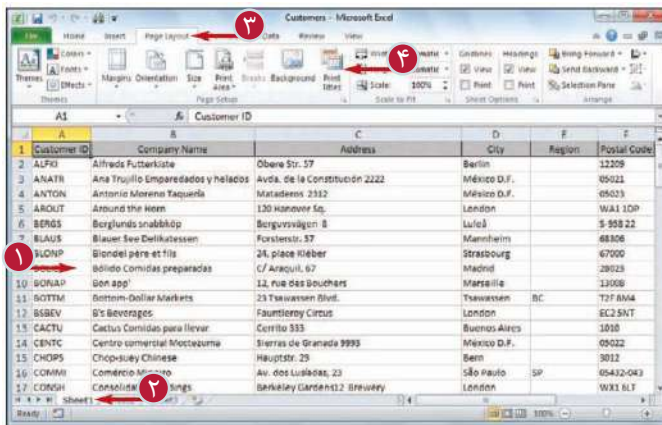 Customers - Microsoft Excel
File Home Insert Page Layout Data Review View
Themes
Colors
Fonts
Effects
Themes
Margins Orientation Size Print Area Breaks Background Print Titles
Page Setup
Scale: 100%
Scale to Fit
Gridlines Headings
View View
Print Print
Sheet Options
Bring Forward
Send Backward
Selection Pane
Arrange
۳
۴
A1 fx Customer ID
A B C D E F
1 Customer ID Company Name Address City Region Postal Code
2 ALFKI Alfreds Futterkiste Obere Str. 57 Berlin 12209
3 ANATR Ana Trujillo Emparedados y helados Avda. de la Constitución 2222 México D.F. 05021
4 ANTON Antonio Moreno Taquería Mataderos 2312 México D.F. 05023
5 AROUT Around the Horn 120 Hanover Sq. London WA1 1DP
6 BERGS Berglunds snabbköp Berguvsvägen 8 Luleå S-958 22
7 BLAUS Blauer See Delikatessen Forsterstr. 57 Mannheim 68306
BLONP Blondel père et fils 24, place Kléber Strasbourg 67000
۱
Bólido Comidas preparadas C/ Araquil, 67 Madrid 28023
10 BONAP Bon app' 12, rue des Bouchers Marseille 13008
11 BOTTM Bottom-Dollar Markets 23 Tsawassen Blvd. Tsawassen BC T2F 8M4
12 BSBEV B's Beverages Fauntleroy Circus London EC2 5NT
13 CACTU Cactus Comidas para llevar Cerrito 333 Buenos Aires 1010
14 CENTC Centro comercial Moctezuma Sierras de Granada 9993 México D.F. 05022
15 CHOPS Chop-suey Chinese Hauptstr. 29 Bern 3012
16 COMMI Comércio Mineiro Av. dos Lusíadas, 23 São Paulo SP 05432-043
17 CONSH Berkeley Gardens12 Brewery London WX1 6LT
۲
Sheet1
Ready 100%